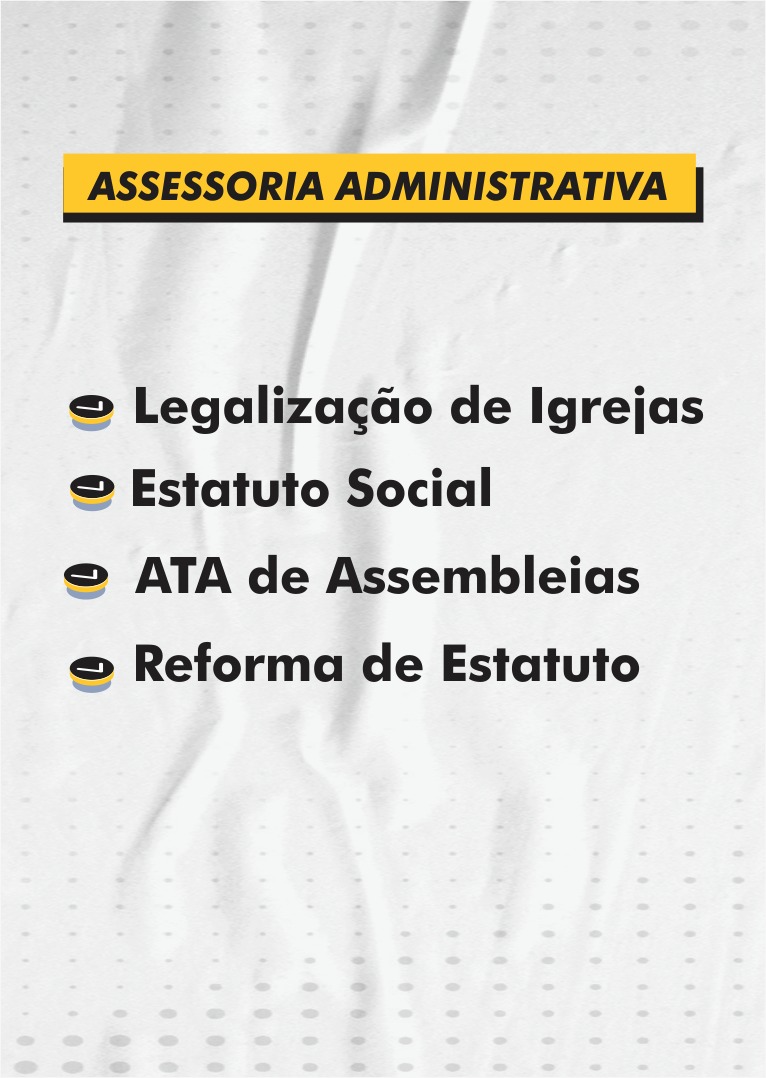 ASSESSORIA ADMINISTRATIVA
Legalização de Igrejas
Estatuto Social
ATA de Assembleias
Reforma de Estatuto